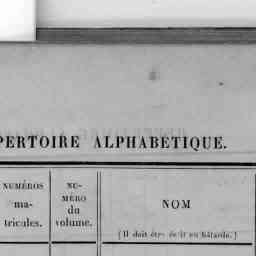 PERTOIRE ALPHABETIQUE.
NUMÉROS
ma-
tricules.
NU-
MÉRO
du
volume.
NOM
(Il doit être écrit en bâtarde.)